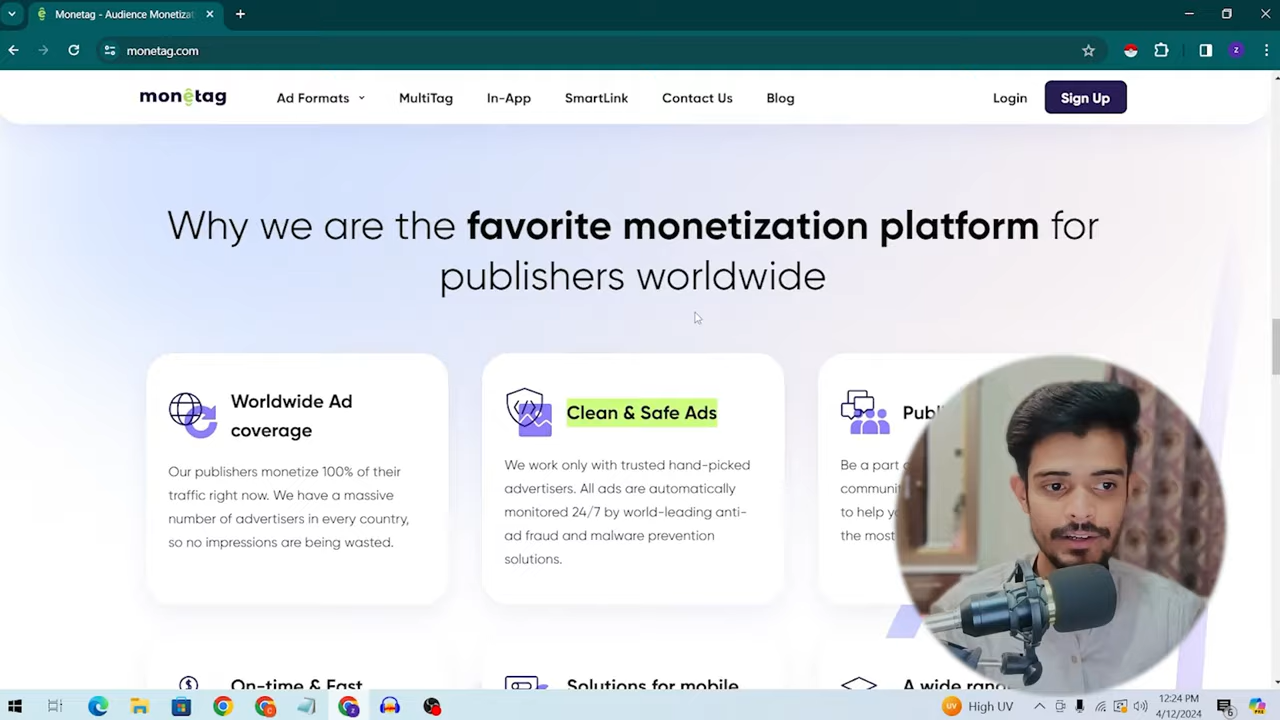 Monetag - Audience Monetizat
monetag.com
monetag
Ad Formats
MultiTag
In-App
SmartLink
Contact Us
Blog
Login
Sign Up
Why we are the favorite monetization platform for
publishers worldwide
Worldwide Ad
coverage
Our publishers monetize 100% of their
traffic right now. We have a massive
number of advertisers in every country,
so no impressions are being wasted.
Clean & Safe Ads
We work only with trusted hand-picked
advertisers. All ads are automatically
monitored 24/7 by world-leading anti-
ad fraud and malware prevention
solutions.
Be a part
to help
the most
On-time & Fast
Solutions for mobile
A wide
High UV
12:24 PM
4/12/2024